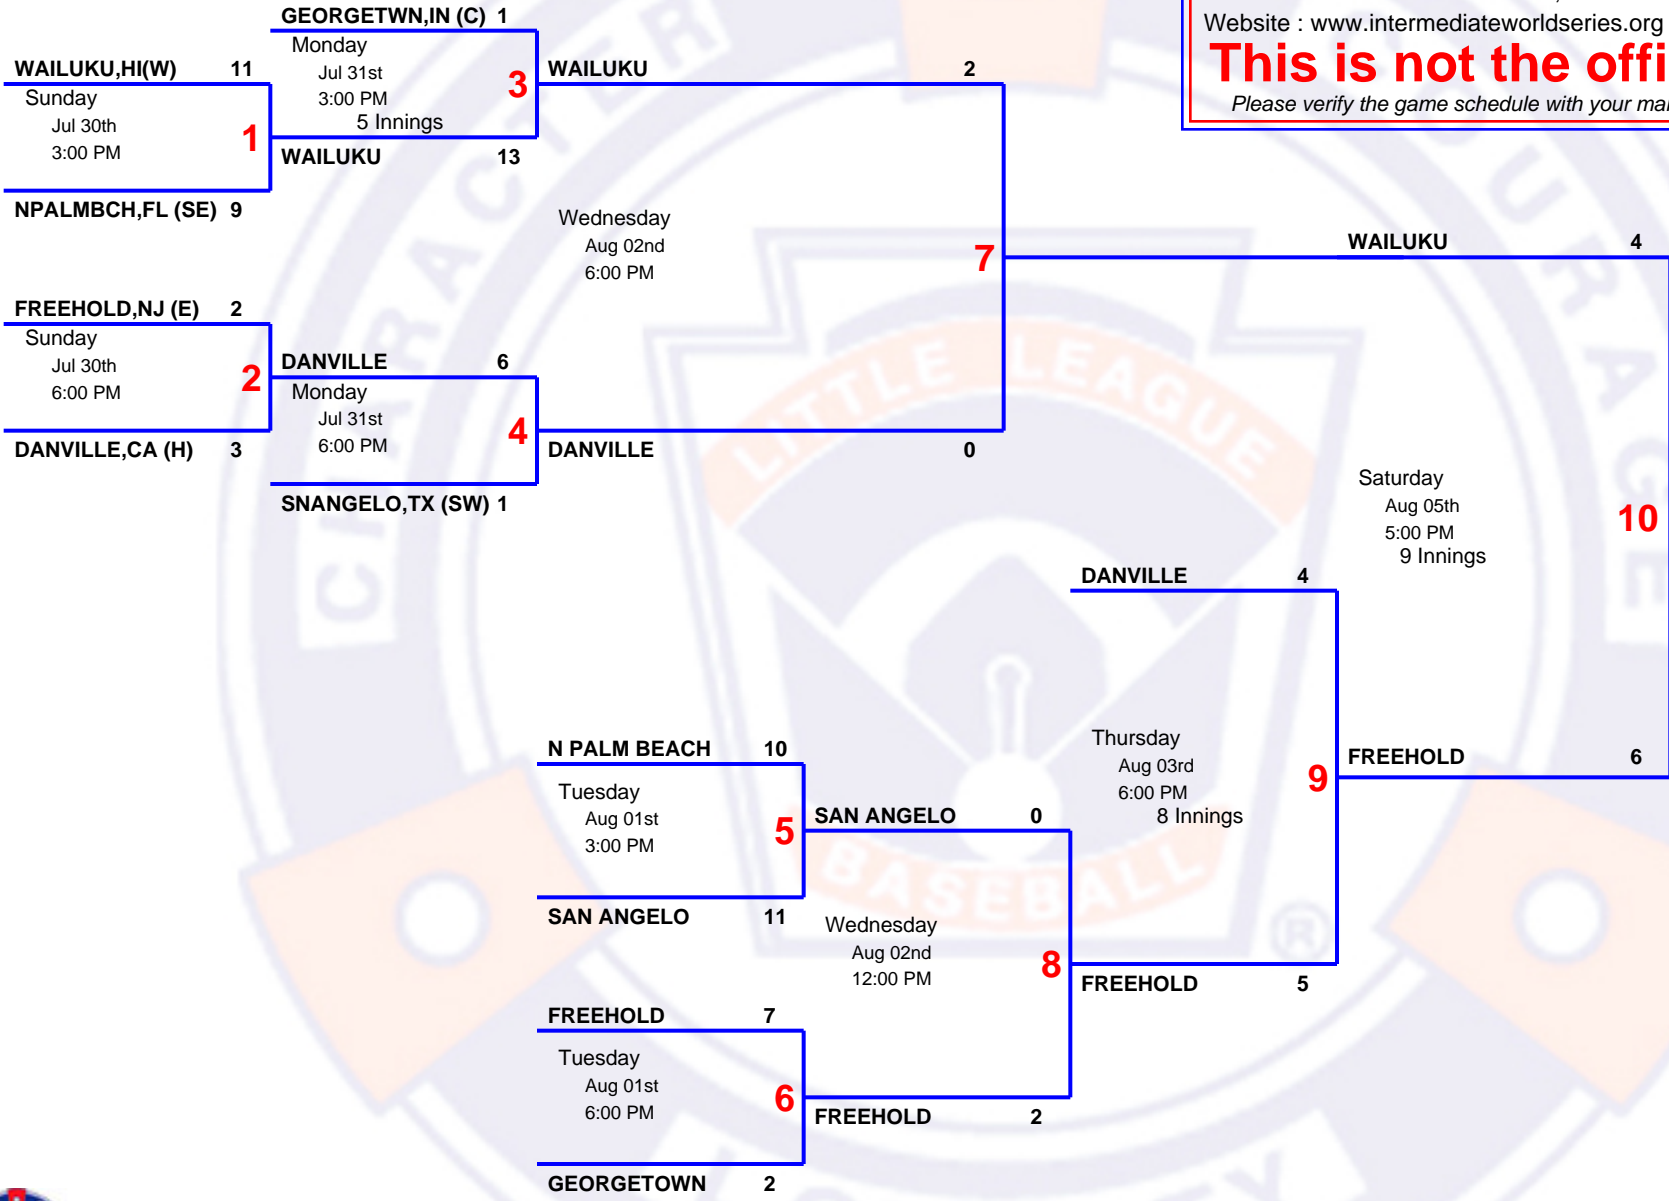 GEORGETWN,IN (C) 1
Website : www.intermediateworldseries.org
This is not the offi
Please verify the game schedule with your ma
Monday
Jul 31st
3:00 PM
5 Innings
3
WAILUKU 2
WAILUKU,HI(W) 11
Sunday
Jul 30th
3:00 PM
1
WAILUKU 13
NPALMBCH,FL (SE) 9
Wednesday
Aug 02nd
6:00 PM
7
WAILUKU 4
FREEHOLD,NJ (E) 2
Sunday
Jul 30th
6:00 PM
2
DANVILLE 6
Monday
Jul 31st
6:00 PM
4
DANVILLE,CA (H) 3
DANVILLE 0
SNANGELO,TX (SW) 1
Saturday
Aug 05th
5:00 PM
9 Innings
10
DANVILLE 4
Thursday
Aug 03rd
6:00 PM
8 Innings
9
FREEHOLD 6
N PALM BEACH 10
Tuesday
Aug 01st
3:00 PM
5
SAN ANGELO 0
SAN ANGELO 11
Wednesday
Aug 02nd
12:00 PM
8
FREEHOLD 5
FREEHOLD 7
Tuesday
Aug 01st
6:00 PM
6
FREEHOLD 2
GEORGETOWN 2
CHARACTER
COURAGE
LITTLE LEAGUE
BASEBALL
®